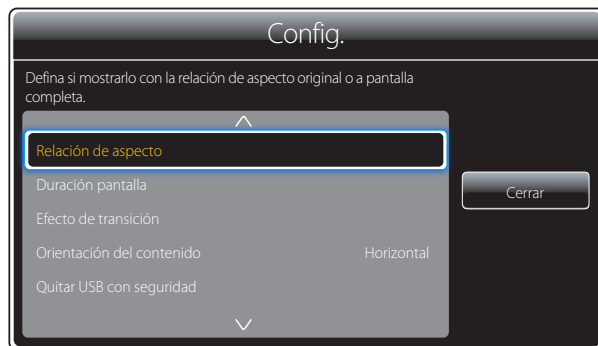 Config.
Defina si mostrarlo con la relación de aspecto original o a pantalla
completa.
Relación de aspecto
Duración pantalla
Cerrar
Efecto de transición
Orientación del contenido Horizontal
Quitar USB con seguridad